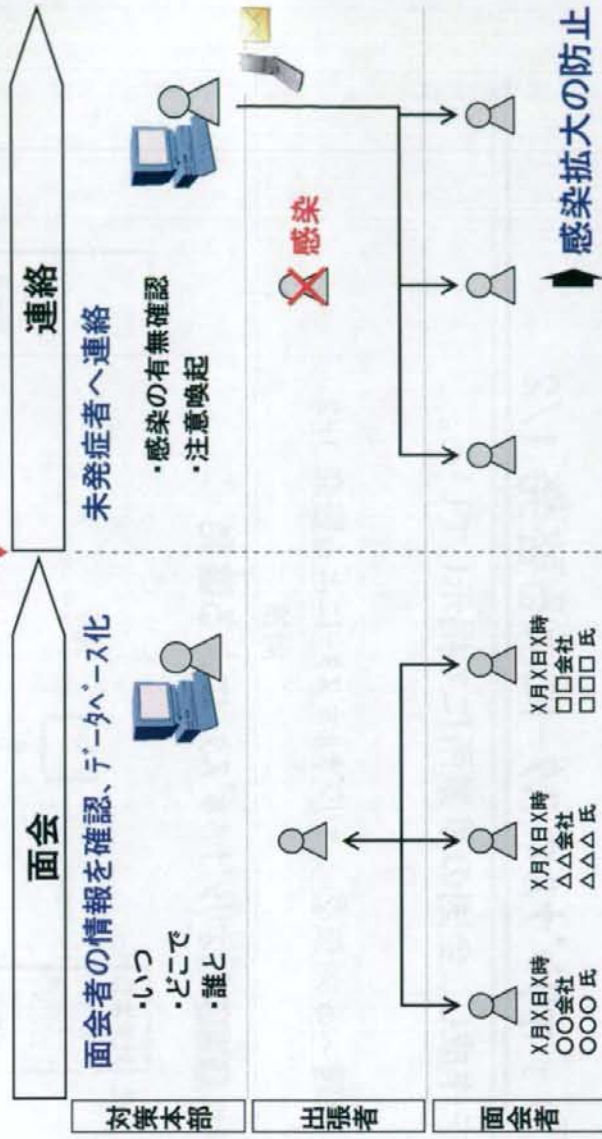 面会
連絡
対策本部
面会者の情報を確認、データベース化
・いつ
・どこで
・誰と
未発症者へ連絡
・感染の有無確認
・注意喚起
出張者
感染
面会者
X月X日X時
○○会社
○○○ 氏
X月X日X時
△△会社
△△△ 氏
X月X日X時
□□会社
□□□ 氏
感染拡大の防止